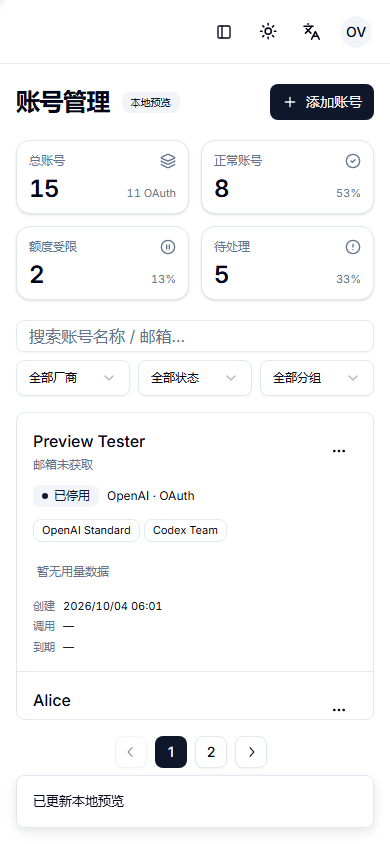 OV
账号管理 本地预览 添加账号
总账号 正常账号
15 11 OAuth 8 53%
额度受限 待处理
2 13% 5 33%
搜索账号名称 / 邮箱...
全部厂商 全部状态 全部分组
Preview Tester
邮箱未获取
已停用 OpenAI · OAuth
OpenAI Standard Codex Team
暂无用量数据
创建 2026/10/04 06:01
调用 —
到期 —
Alice
1 2
已更新本地预览